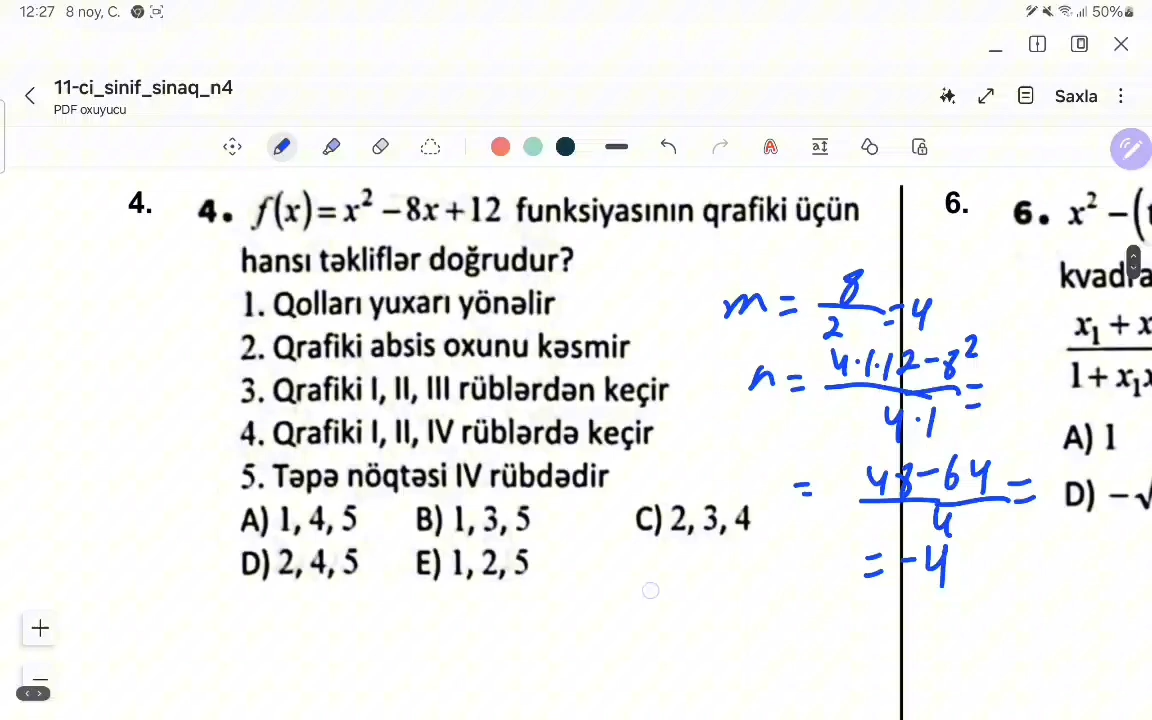 12:27 8 noy, C.
50%
11-ci_sinif_sinaq_n4
PDF oxuyucu
Saxla
4. 4. f(x)=x² −8x+12 funksiyasının qrafiki üçün
hansı təkliflər doğrudur?
1. Qolları yuxarı yönəlir
2. Qrafiki absis oxunu kəsmir
3. Qrafiki I, II, III rüblərdən keçir
4. Qrafiki I, II, IV rüblərdə keçir
5. Təpə nöqtəsi IV rübdədir
A) 1, 4, 5 B) 1, 3, 5 C) 2, 3, 4
D) 2, 4, 5 E) 1, 2, 5
m = 8/2 = 4
n = (4·1·12−8²)/(4·1) =
= (48−64)/4 =
= −4
6. 6. x² −(
kvadra
x₁ + x
1+ x₁x
A) 1
D) −√